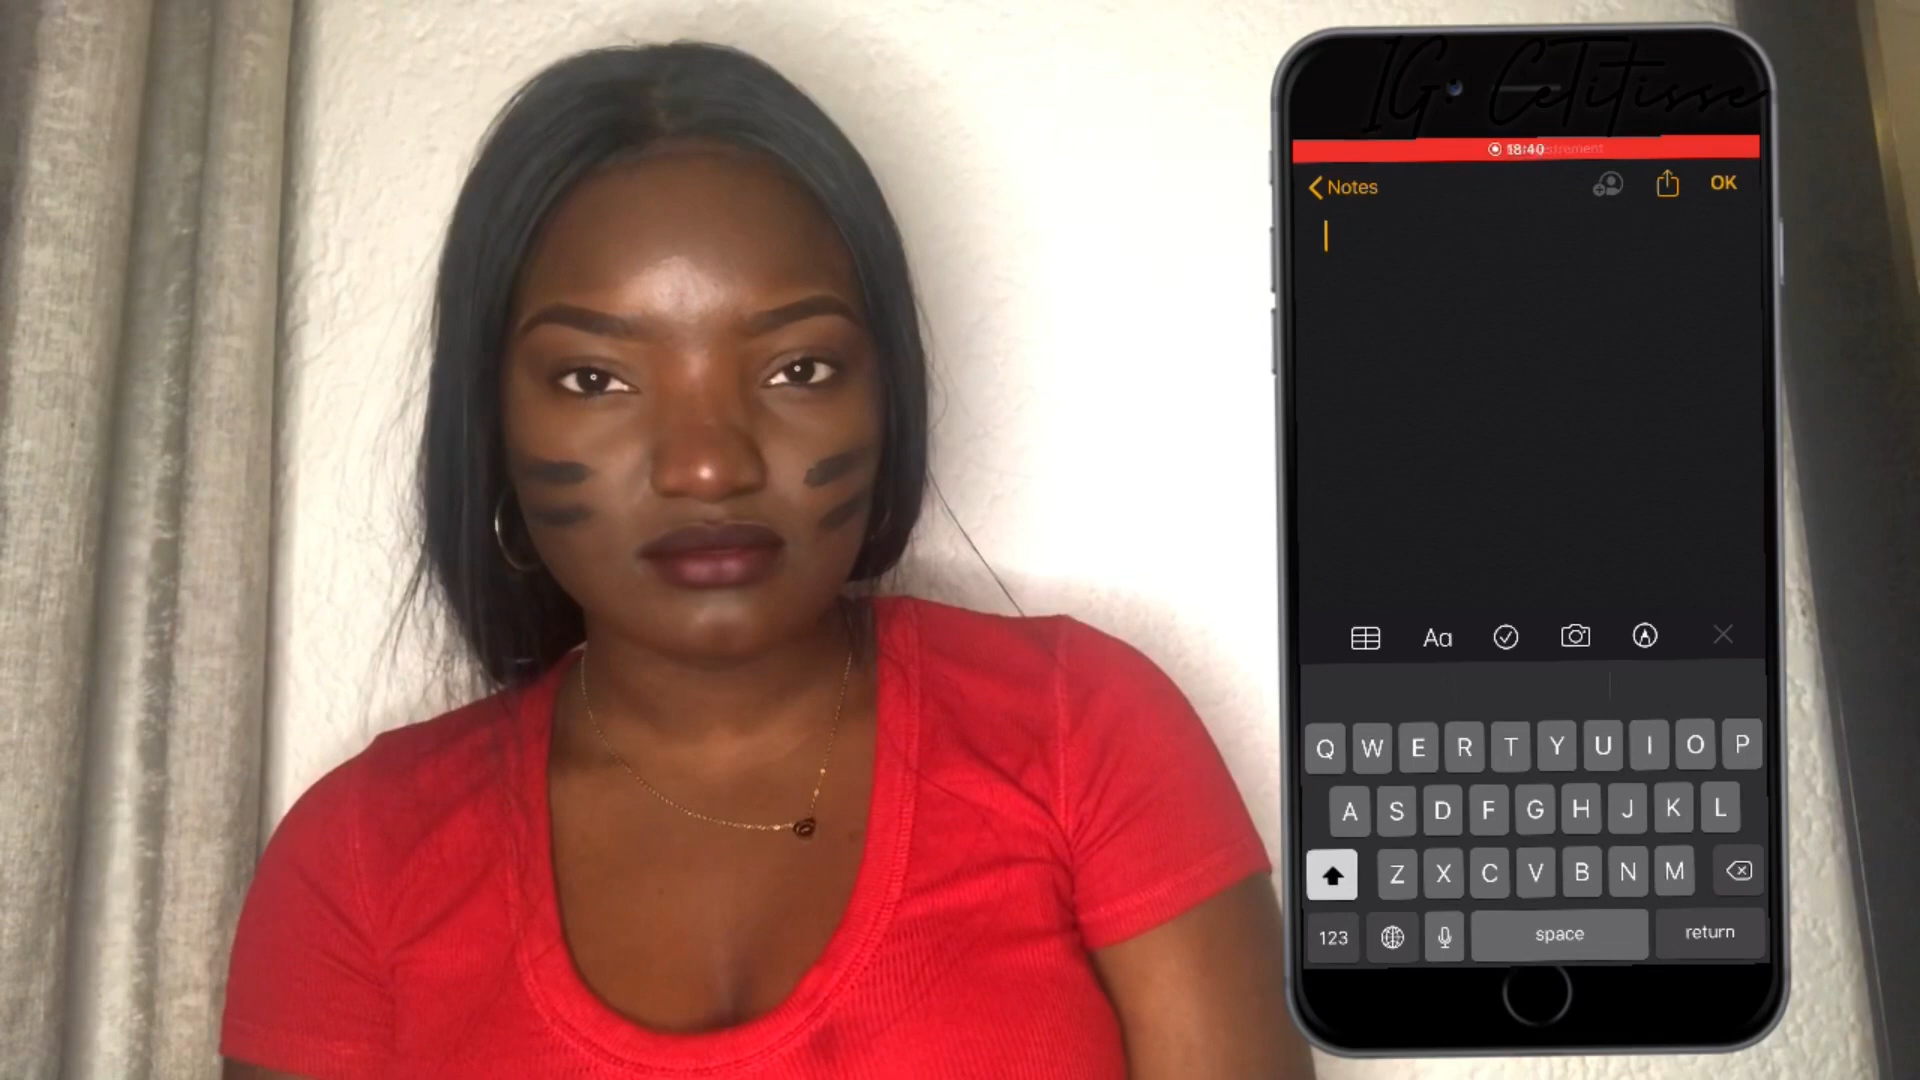 IG: Cetitisse
18:40
Notes
OK
Aa
Q W E R T Y U I O P
A S D F G H J K L
Z X C V B N M
123 space return